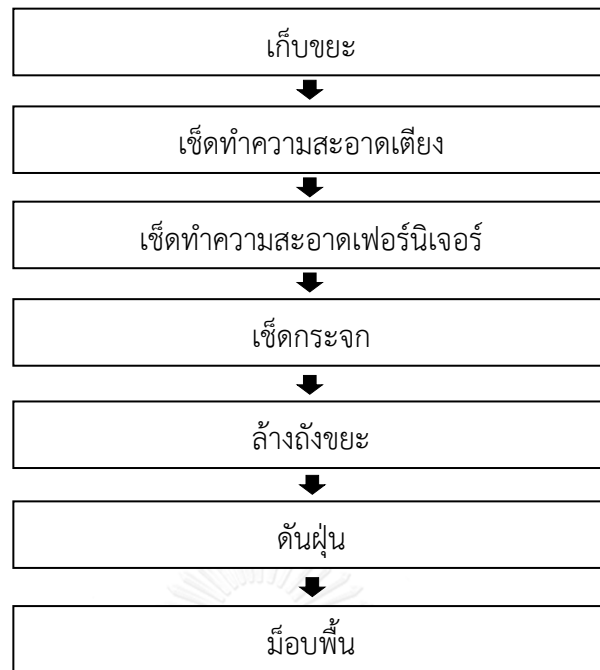 เก็บขยะ
เช็ดทำความสะอาดเตียง
เช็ดทำความสะอาดเฟอร์นิเจอร์
เช็ดกระจก
ล้างถังขยะ
ดันฝุ่น
ม็อบพื้น